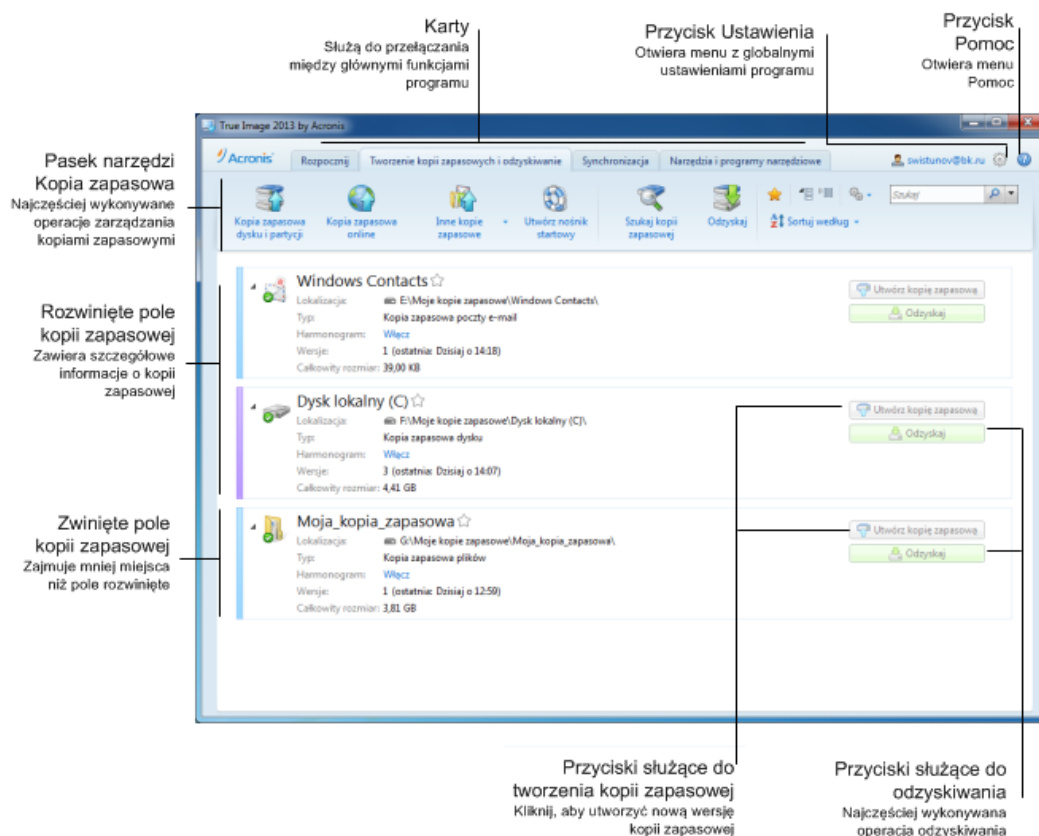 Karty
Służą do przełączania
między głównymi funkcjami
programu
Przycisk Ustawienia
Otwiera menu z globalnymi
ustawieniami programu
Przycisk
Pomoc
Otwiera menu
Pomoc
True Image 2013 by Acronis
Acronis
Rozpocznij
Tworzenie kopii zapasowych i odzyskiwanie
Synchronizacja
Narzędzia i programy narzędziowe
swistunov@bk.ru
Pasek narzędzi
Kopia zapasowa
Najczęściej wykonywane
operacje zarządzania
kopiami zapasowymi
Kopia zapasowa
dysku i partycji
Kopia zapasowa
online
Inne kopie
zapasowe
Utwórz nośnik
startowy
Szukaj kopii
zapasowej
Odzyskaj
Sortuj według
Szukaj
Rozwinięte pole
kopii zapasowej
Zawiera szczegółowe
informacje o kopii
zapasowej
Windows Contacts
Lokalizacja: E:\Moje kopie zapasowe\Windows Contacts\
Typ: Kopia zapasowa poczty e-mail
Harmonogram: Włącz
Wersje: 1 (ostatnia: Dzisiaj o 14:18)
Całkowity rozmiar: 39,00 KB
Utwórz kopię zapasową
Odzyskaj
Dysk lokalny (C)
Lokalizacja: F:\Moje kopie zapasowe\Dysk lokalny (C)\
Typ: Kopia zapasowa dysku
Harmonogram: Włącz
Wersje: 3 (ostatnia: Dzisiaj o 14:07)
Całkowity rozmiar: 4,41 GB
Utwórz kopię zapasową
Odzyskaj
Zwinięte pole
kopii zapasowej
Zajmuje mniej miejsca
niż pole rozwinięte
Moja_kopia_zapasowa
Lokalizacja: G:\Moje kopie zapasowe\Moja_kopia_zapasowa\
Typ: Kopia zapasowa plików
Harmonogram: Włącz
Wersje: 1 (ostatnia: Dzisiaj o 12:59)
Całkowity rozmiar: 3,81 GB
Utwórz kopię zapasową
Odzyskaj
Przyciski służące do
tworzenia kopii zapasowej
Kliknij, aby utworzyć nową wersję
kopii zapasowej
Przyciski służące do
odzyskiwania
Najczęściej wykonywana
operacja odzyskiwania